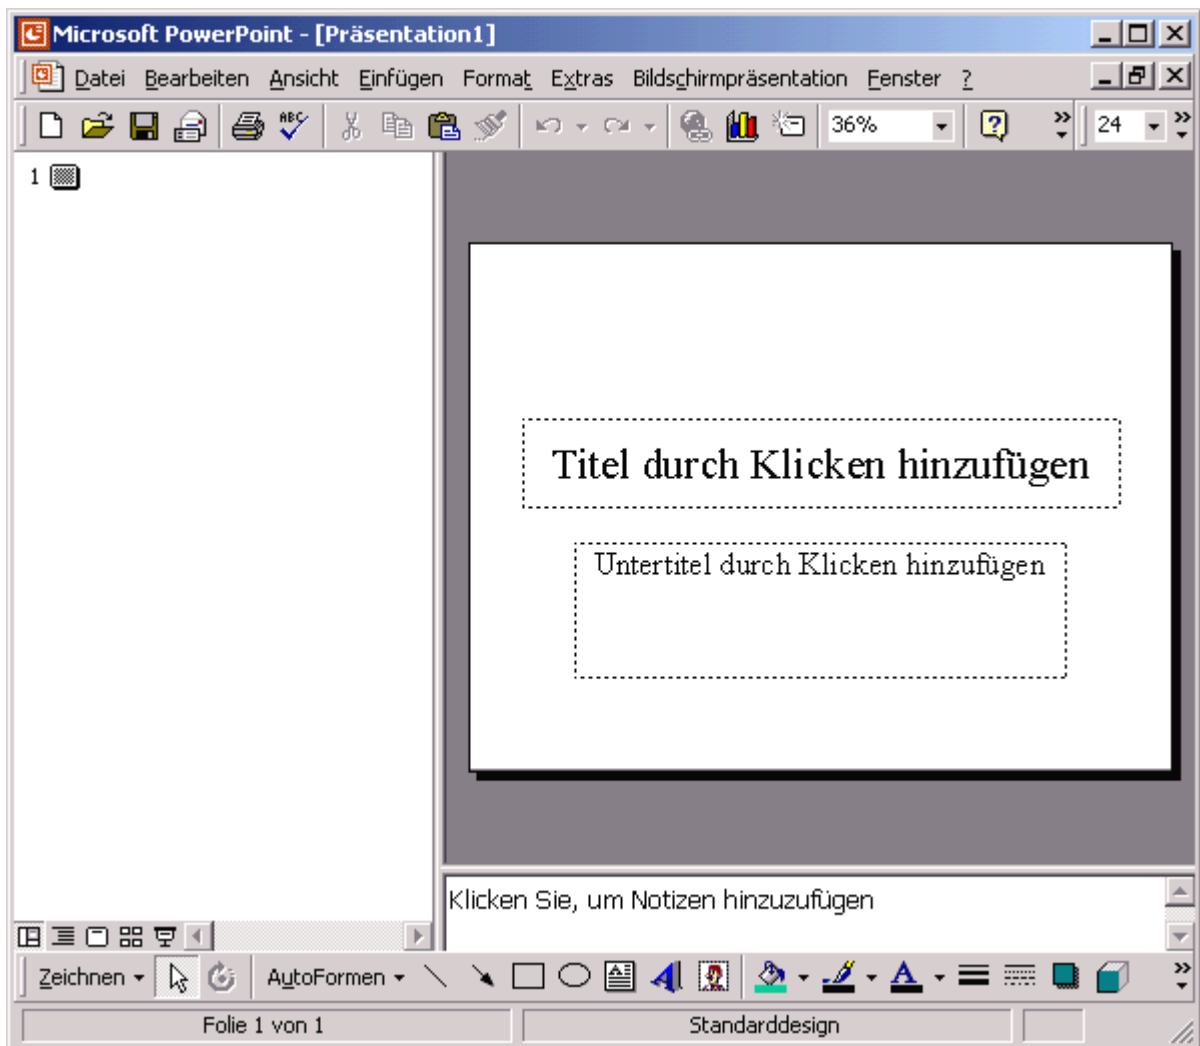 Microsoft PowerPoint - [Präsentation1]
Datei Bearbeiten Ansicht Einfügen Format Extras Bildschirmpräsentation Fenster ?
ABC 36% 24
1
Titel durch Klicken hinzufügen
Untertitel durch Klicken hinzufügen
Klicken Sie, um Notizen hinzuzufügen
Zeichnen AutoFormen
Folie 1 von 1 Standarddesign